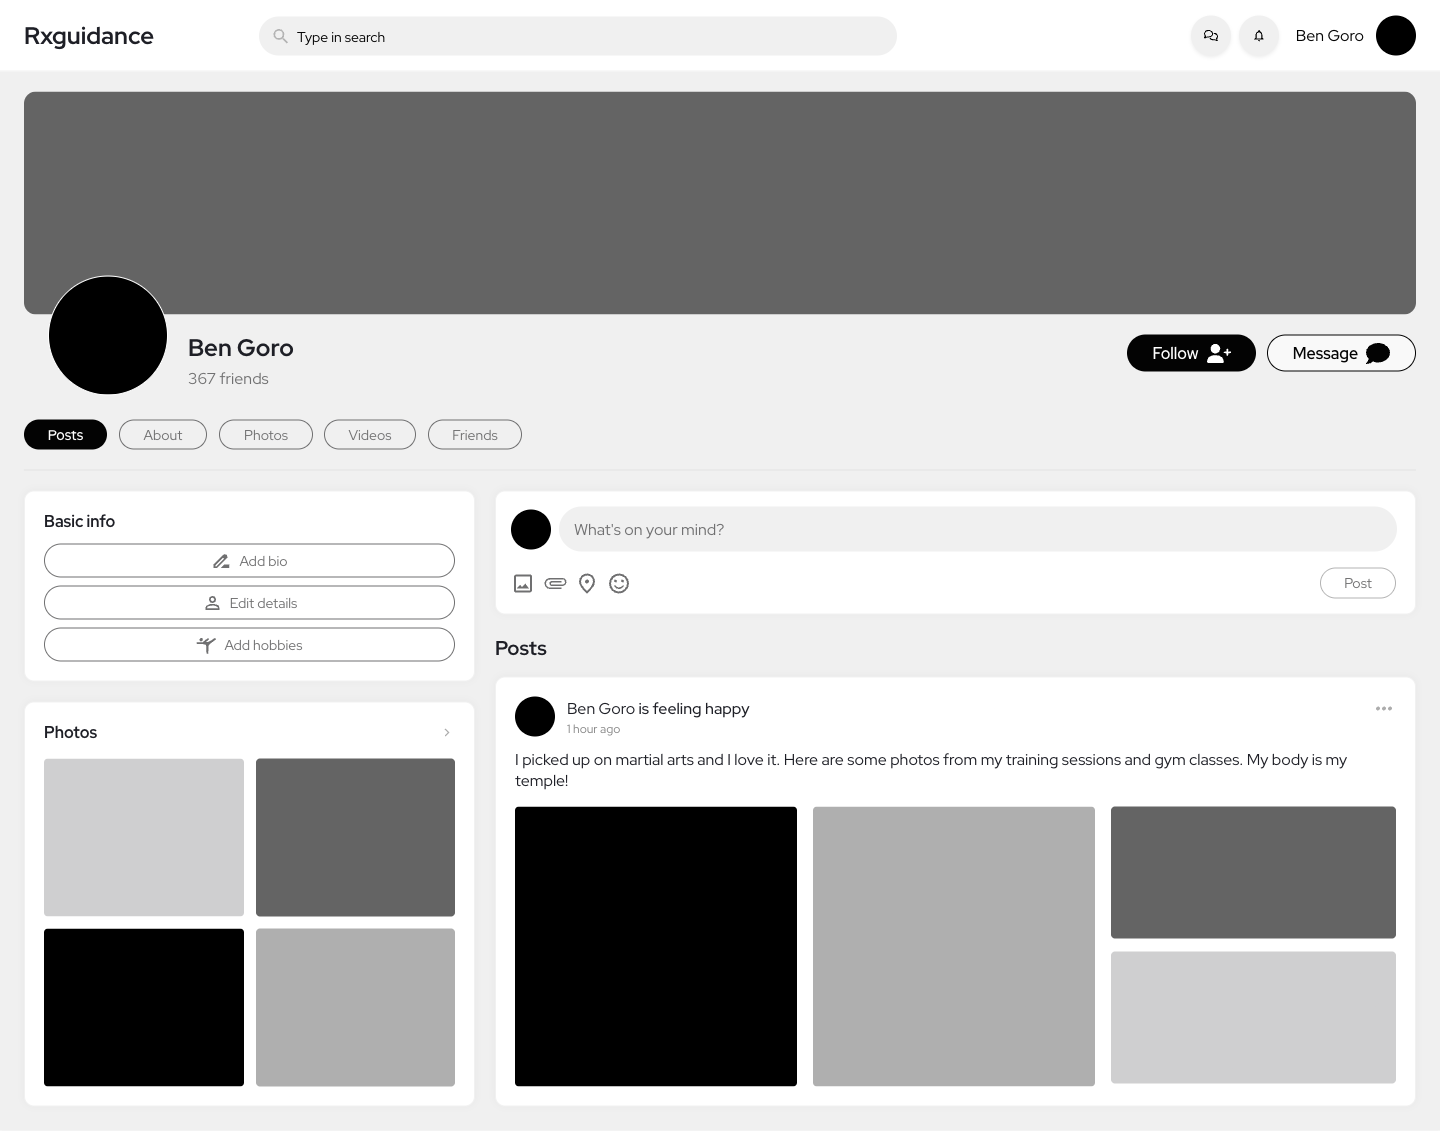 Rxguidance
Type in search
Ben Goro
Ben Goro
367 friends
Follow
Message
Posts
About
Photos
Videos
Friends
Basic info
Add bio
Edit details
Add hobbies
Photos
What's on your mind?
Post
Posts
Ben Goro is feeling happy
1 hour ago
I picked up on martial arts and I love it. Here are some photos from my training sessions and gym classes. My body is my
temple!